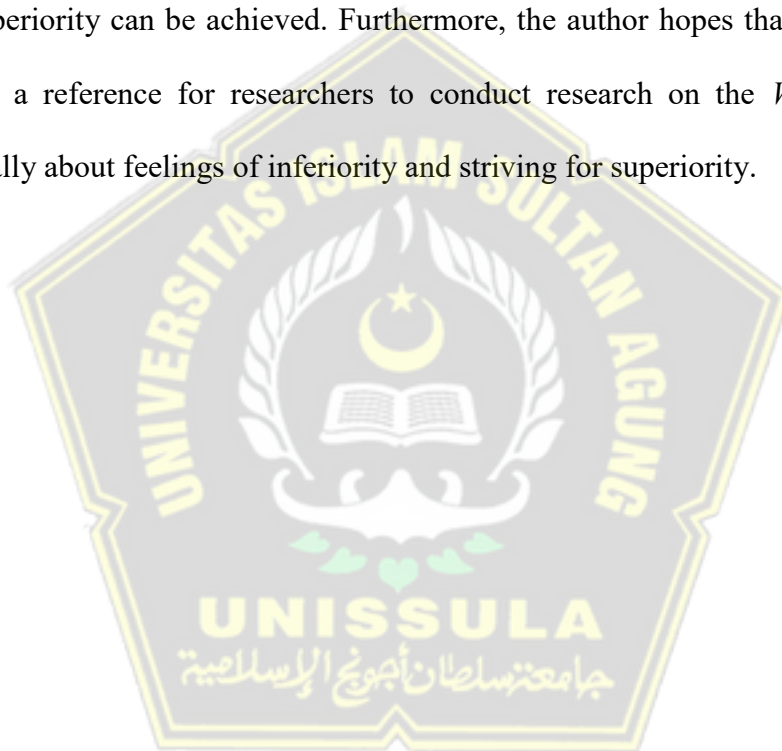 periority can be achieved. Furthermore, the author hopes tha
a reference for researchers to conduct research on the
ally about feelings of inferiority and striving for superiority.
UNIVERSITAS ISLAM SULTAN AGUNG
UNISSULA
جامعة سلطان أجونج الإسلامية